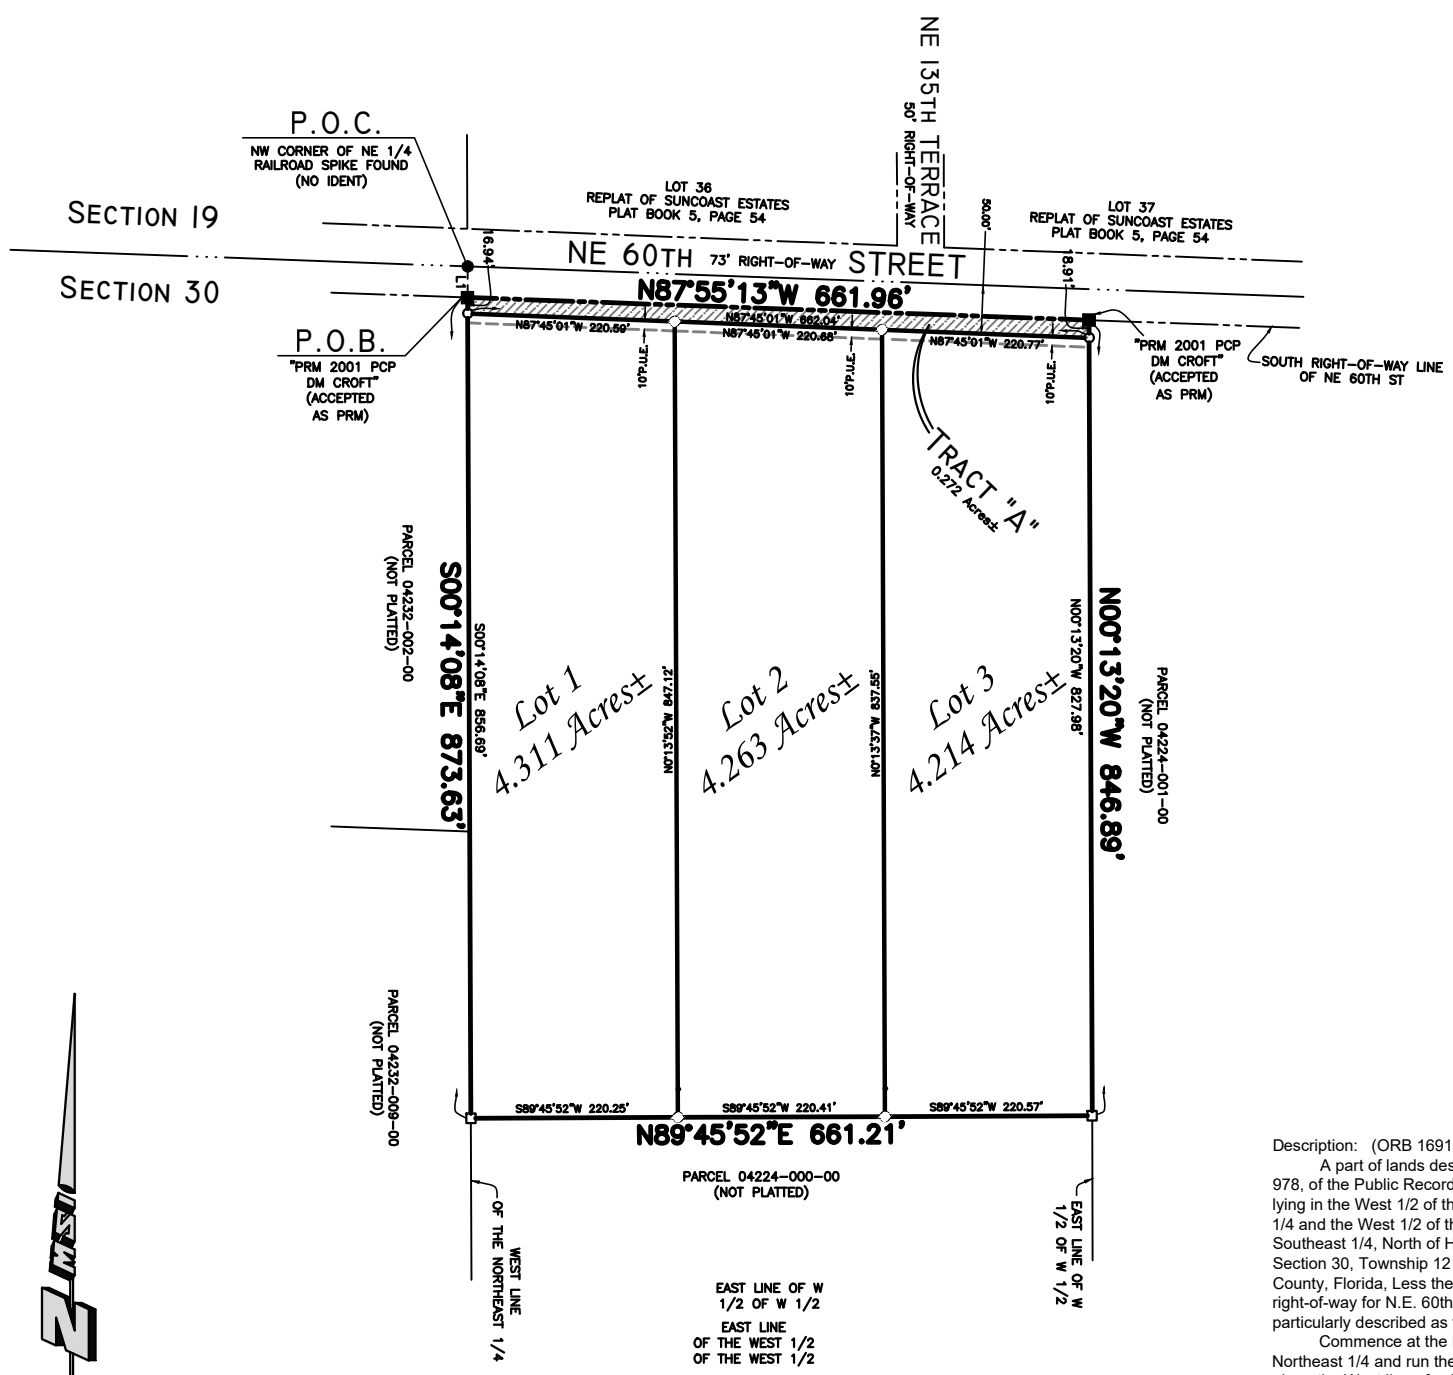 NE 135TH TERRACE
50' RIGHT-OF-WAY
P.O.C.
NW CORNER OF NE 1/4
RAILROAD SPIKE FOUND
(NO IDENT)
LOT 36
REPLAT OF SUNCOAST ESTATES
PLAT BOOK 5, PAGE 54
LOT 37
REPLAT OF SUNCOAST ESTATES
PLAT BOOK 5, PAGE 54
SECTION 19
SECTION 30
NE 60TH 73' RIGHT-OF-WAY STREET
50.00'
16.94'
18.91'
L1
N87°55'13"W 661.96'
N87°45'01"W 662.04'
N87°45'01"W 220.59'
N87°45'01"W 220.68'
N87°45'01"W 220.77'
10'P.U.E.
10'P.U.E.
10'P.U.E.
P.O.B.
"PRM 2001 PCP
DM CROFT"
(ACCEPTED
AS PRM)
"PRM 2001 PCP
DM CROFT"
(ACCEPTED
AS PRM)
SOUTH RIGHT-OF-WAY LINE
OF NE 60TH ST
TRACT "A"
0.272 Acres±
PARCEL 04232-002-00
(NOT PLATTED)
S00°14'08"E 873.63'
S00°14'08"E 856.69'
Lot 1
4.311 Acres±
N0°13'52"W 847.12'
Lot 2
4.263 Acres±
N0°13'37"W 837.55'
Lot 3
4.214 Acres±
N00°13'20"W 827.98'
N00°13'20"W 846.89'
PARCEL 04224-001-00
(NOT PLATTED)
PARCEL 04232-009-00
(NOT PLATTED)
S89°45'52"W 220.25'
S89°45'52"W 220.41'
S89°45'52"W 220.57'
N89°45'52"E 661.21'
PARCEL 04224-000-00
(NOT PLATTED)
WEST LINE
OF THE NORTHEAST 1/4
EAST LINE OF W
1/2 OF W 1/2
EAST LINE OF W
1/2 OF W 1/2
EAST LINE
OF THE WEST 1/2
OF THE WEST 1/2
MSI
N
Description: (ORB 1691
A part of lands des
978, of the Public Record
lying in the West 1/2 of th
1/4 and the West 1/2 of th
Southeast 1/4, North of H
Section 30, Township 12
County, Florida, Less the
right-of-way for N.E. 60th
particularly described as
Commence at the
Northeast 1/4 and run the